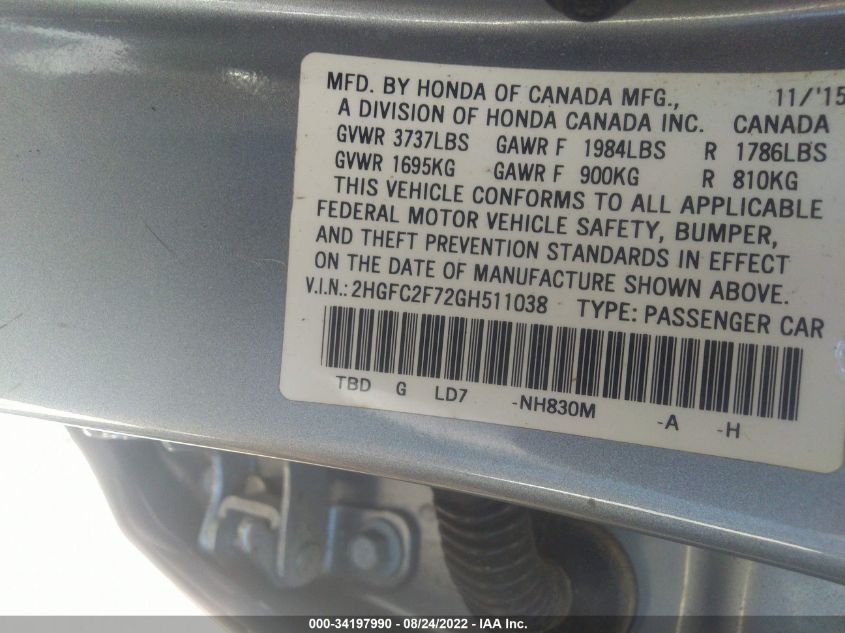 MFD. BY HONDA OF CANADA MFG., 11/'15
A DIVISION OF HONDA CANADA INC. CANADA
GVWR 3737LBS GAWR F 1984LBS R 1786LBS
GVWR 1695KG GAWR F 900KG R 810KG
THIS VEHICLE CONFORMS TO ALL APPLICABLE
FEDERAL MOTOR VEHICLE SAFETY, BUMPER,
AND THEFT PREVENTION STANDARDS IN EFFECT
ON THE DATE OF MANUFACTURE SHOWN ABOVE.
V.I.N.: 2HGFC2F72GH511038 TYPE: PASSENGER CAR
TBD G LD7 -NH830M -A -H
000-34197990 - 08/24/2022 - IAA Inc.